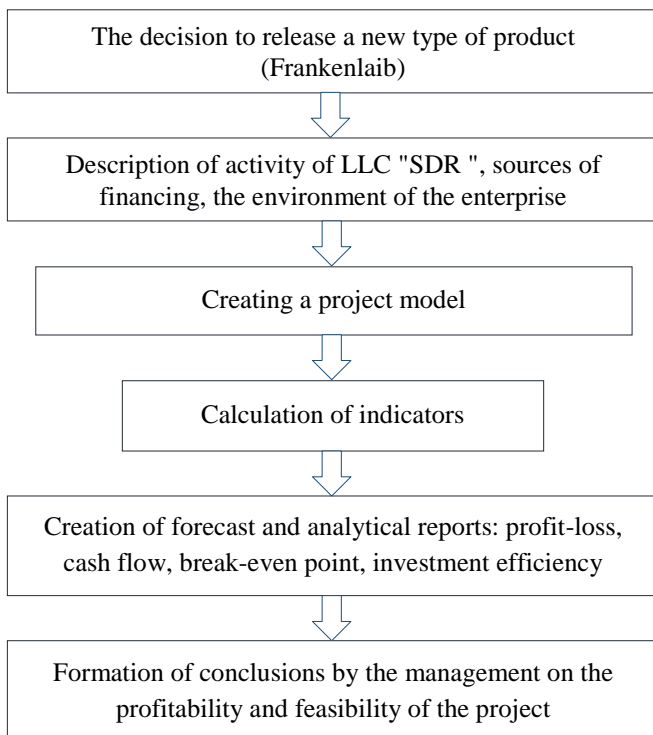 The decision to release a new type of product
(Frankenlaib)
Description of activity of LLC "SDR ", sources of
financing, the environment of the enterprise
Creating a project model
Calculation of indicators
Creation of forecast and analytical reports: profit-loss,
cash flow, break-even point, investment efficiency
Formation of conclusions by the management on the
profitability and feasibility of the project